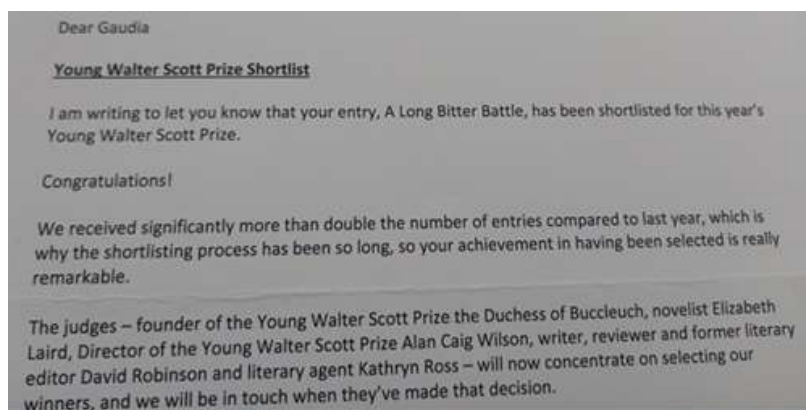 Dear Gaudia
Young Walter Scott Prize Shortlist
I am writing to let you know that your entry, A Long Bitter Battle, has been shortlisted for this year's
Young Walter Scott Prize.
Congratulations!
We received significantly more than double the number of entries compared to last year, which is
why the shortlisting process has been so long, so your achievement in having been selected is really
remarkable.
The judges – founder of the Young Walter Scott Prize the Duchess of Buccleuch, novelist Elizabeth
Laird, Director of the Young Walter Scott Prize Alan Caig Wilson, writer, reviewer and former literary
editor David Robinson and literary agent Kathryn Ross – will now concentrate on selecting our
winners, and we will be in touch when they've made that decision.